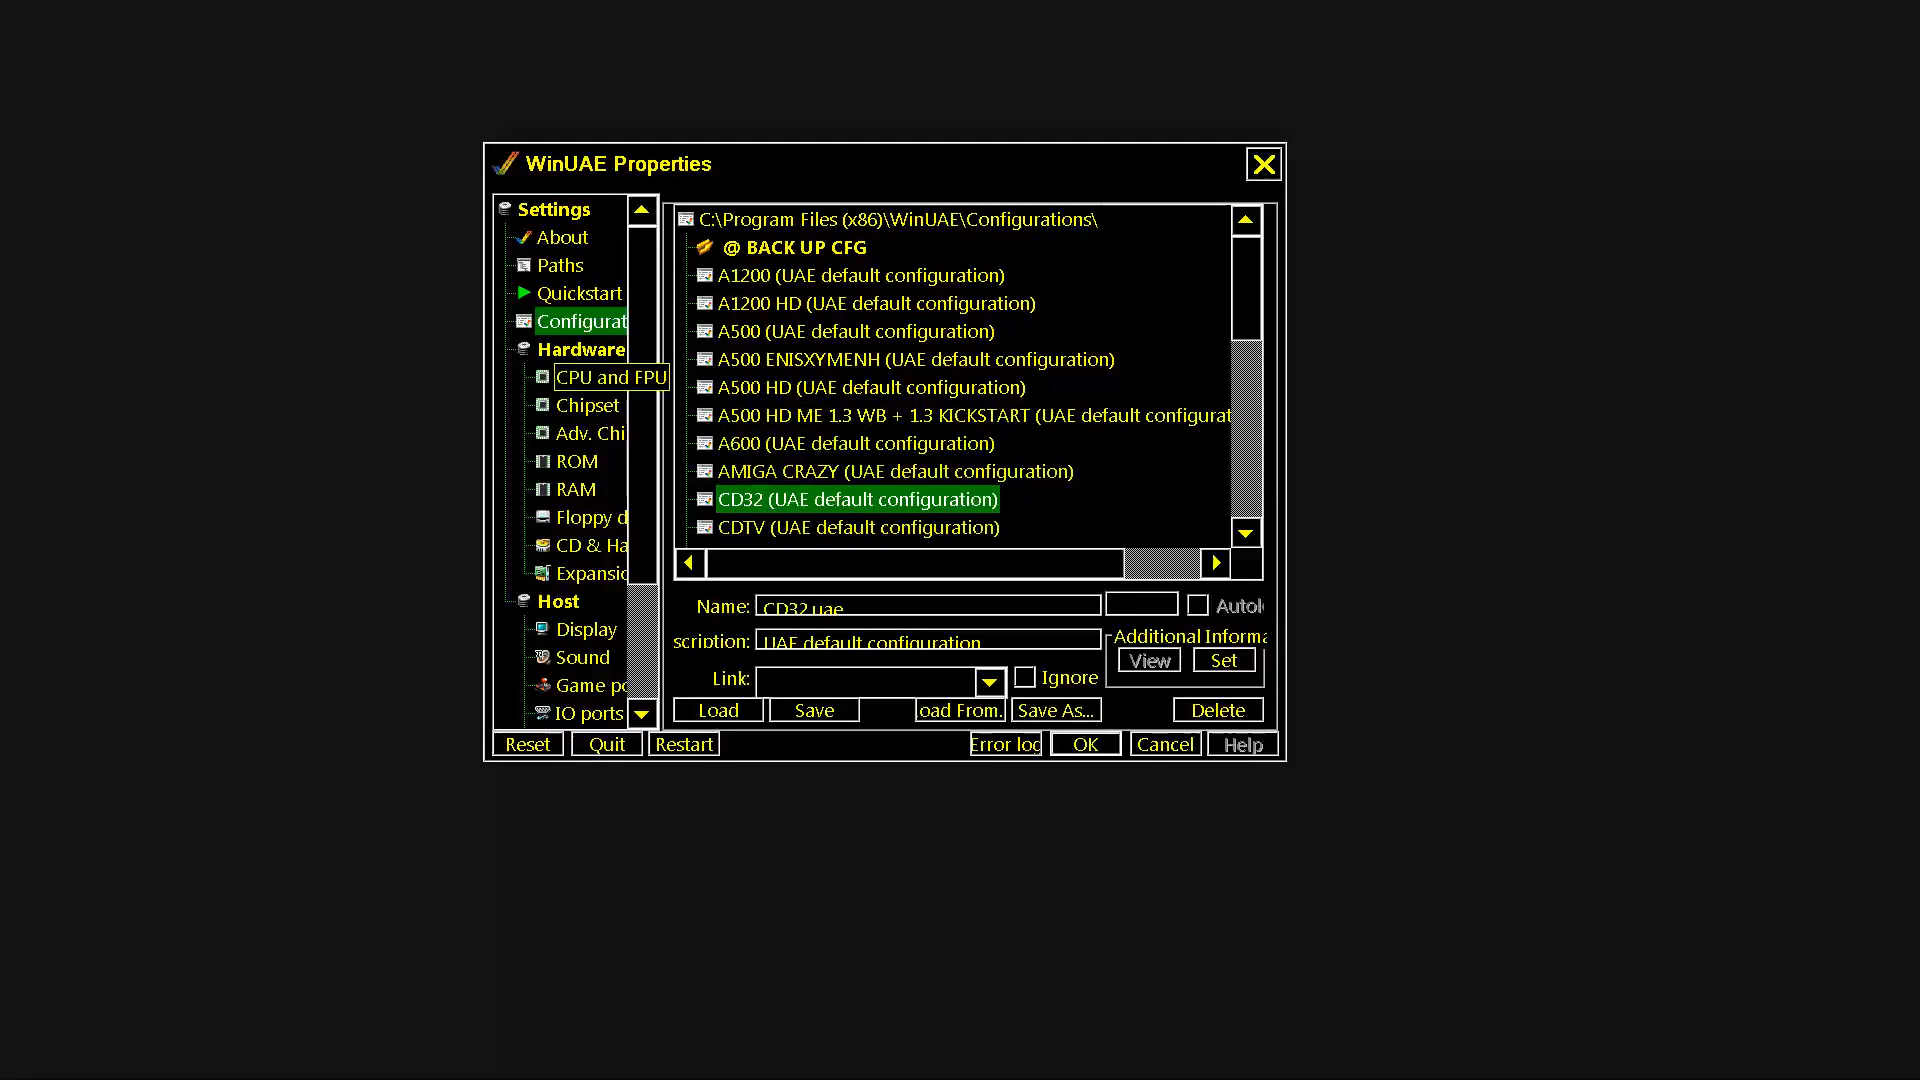 WinUAE Properties
Settings
About
Paths
Quickstart
Configurat
Hardware
CPU and FPU
Chipset
Adv. Chi
ROM
RAM
Floppy d
CD & Ha
Expansio
Host
Display
Sound
Game po
IO ports
C:\Program Files (x86)\WinUAE\Configurations\
@ BACK UP CFG
A1200 (UAE default configuration)
A1200 HD (UAE default configuration)
A500 (UAE default configuration)
A500 ENISXYMENH (UAE default configuration)
A500 HD (UAE default configuration)
A500 HD ME 1.3 WB + 1.3 KICKSTART (UAE default configurat
A600 (UAE default configuration)
AMIGA CRAZY (UAE default configuration)
CD32 (UAE default configuration)
CDTV (UAE default configuration)
Name: CD32.uae Autol
scription: UAE default configuration Additional Informa
View Set
Link: Ignore
Load Save oad From. Save As... Delete
Reset Quit Restart Error log OK Cancel Help